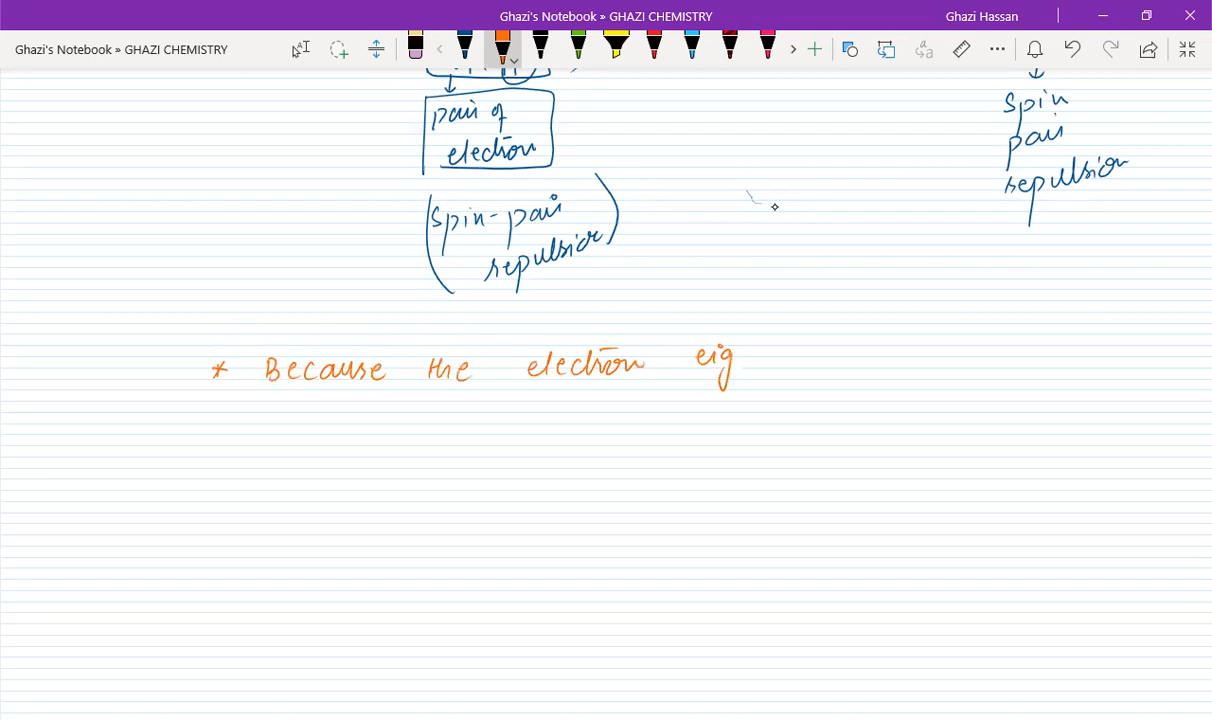 Ghazi's Notebook » GHAZI CHEMISTRY
Ghazi Hassan
Ghazi's Notebook » GHAZI CHEMISTRY
pair of
electron
(spin-pair
repulsion)
spin
pair
repulsion
* Because the electron eig